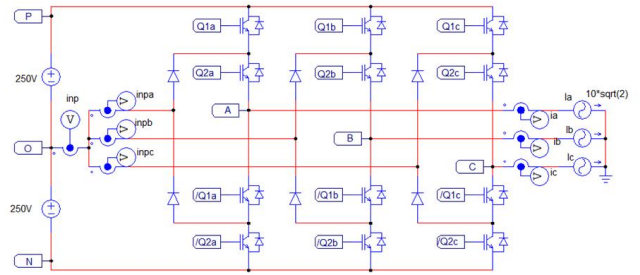 P
Q1a
Q1b
Q1c
250V
inp
inpa
Q2a
Q2b
Q2c
Ia
10*sqrt(2)
V
inpb
A
ia
Ib
O
inpc
B
ib
Ic
C
ic
250V
/Q1a
/Q1b
/Q1c
/Q2a
/Q2b
/Q2c
N